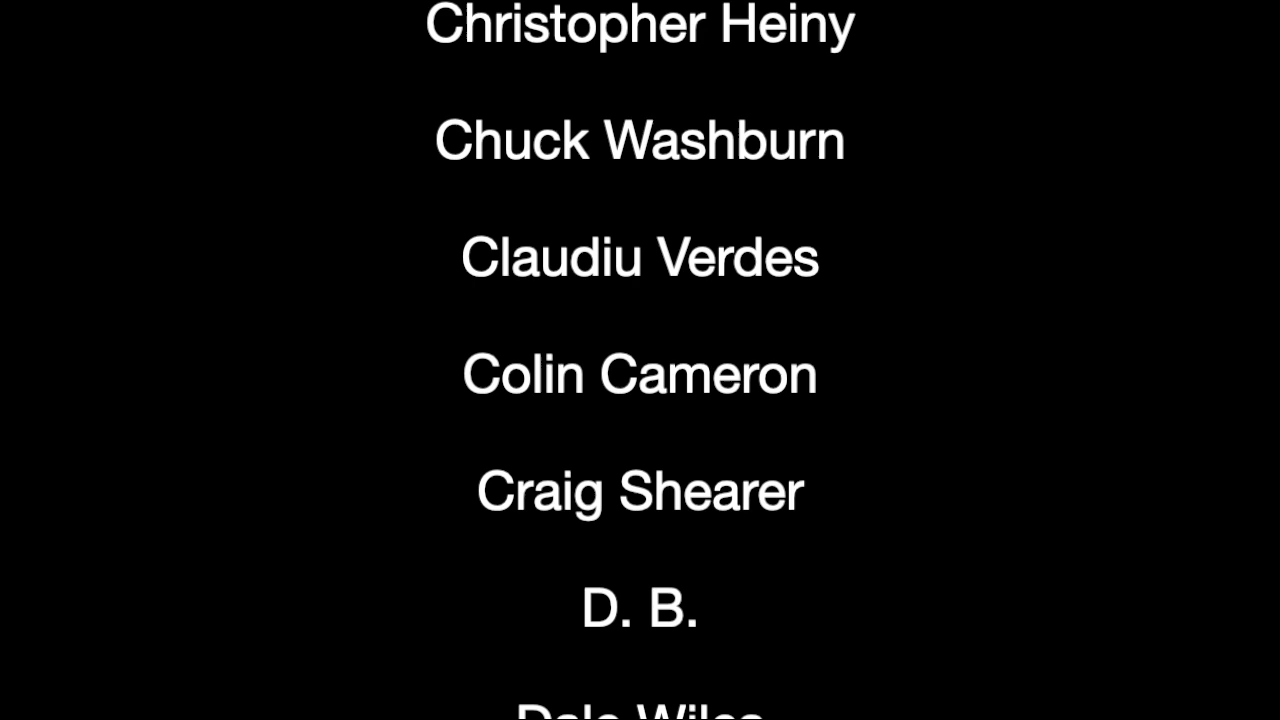 Christopher Heiny
Chuck Washburn
Claudiu Verdes
Colin Cameron
Craig Shearer
D. B.